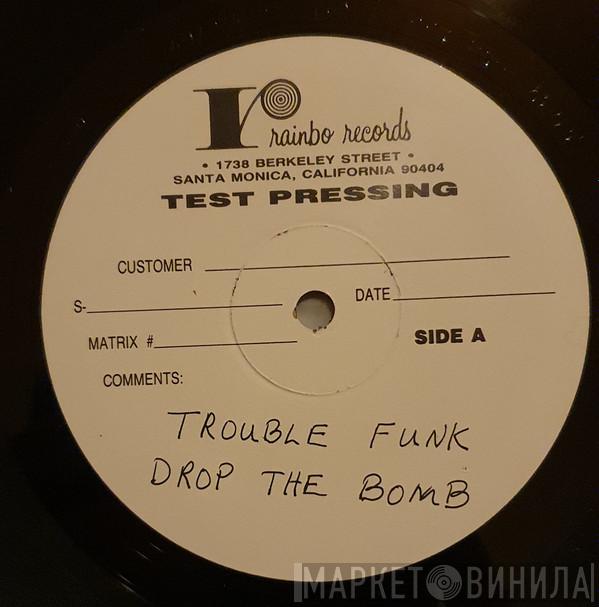 r
rainbo records
• 1738 BERKELEY STREET •
SANTA MONICA, CALIFORNIA 90404
TEST PRESSING
CUSTOMER
S-
DATE
MATRIX #
SIDE A
COMMENTS:
TROUBLE FUNK
DROP THE BOMB
МАРКЕТ ВИНИЛА